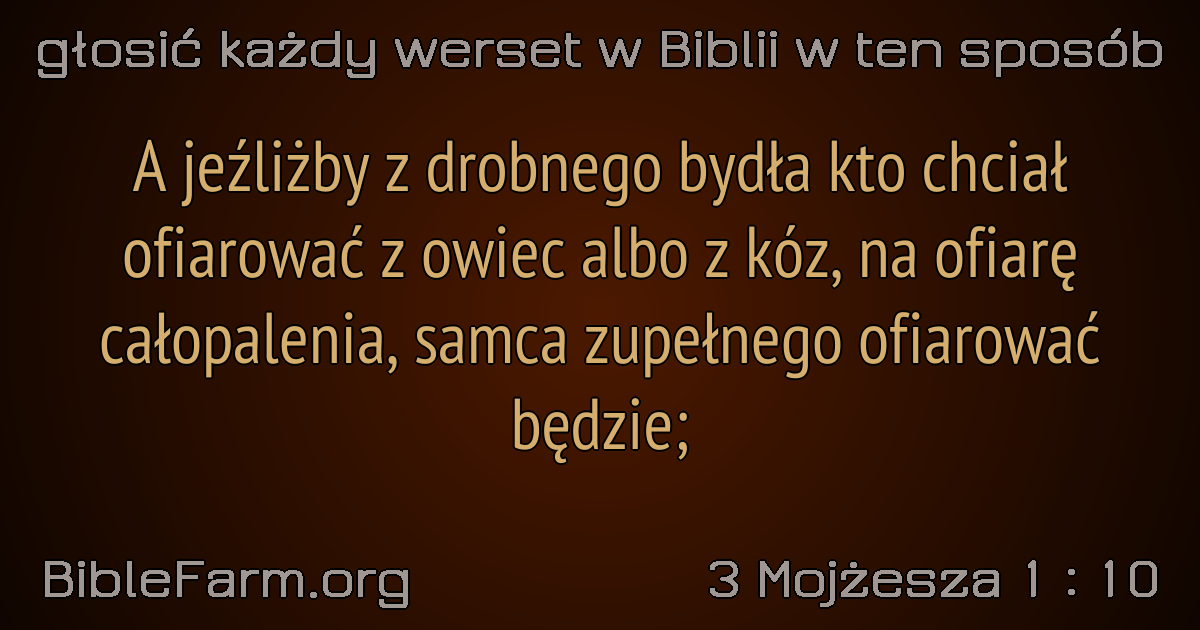 głosić każdy werset w Biblii w ten sposób
A jeźliżby z drobnego bydła kto chciał
ofiarować z owiec albo z kóz, na ofiarę
całopalenia, samca zupełnego ofiarować
będzie;
BibleFarm.org
3 Mojżesza 1 : 10